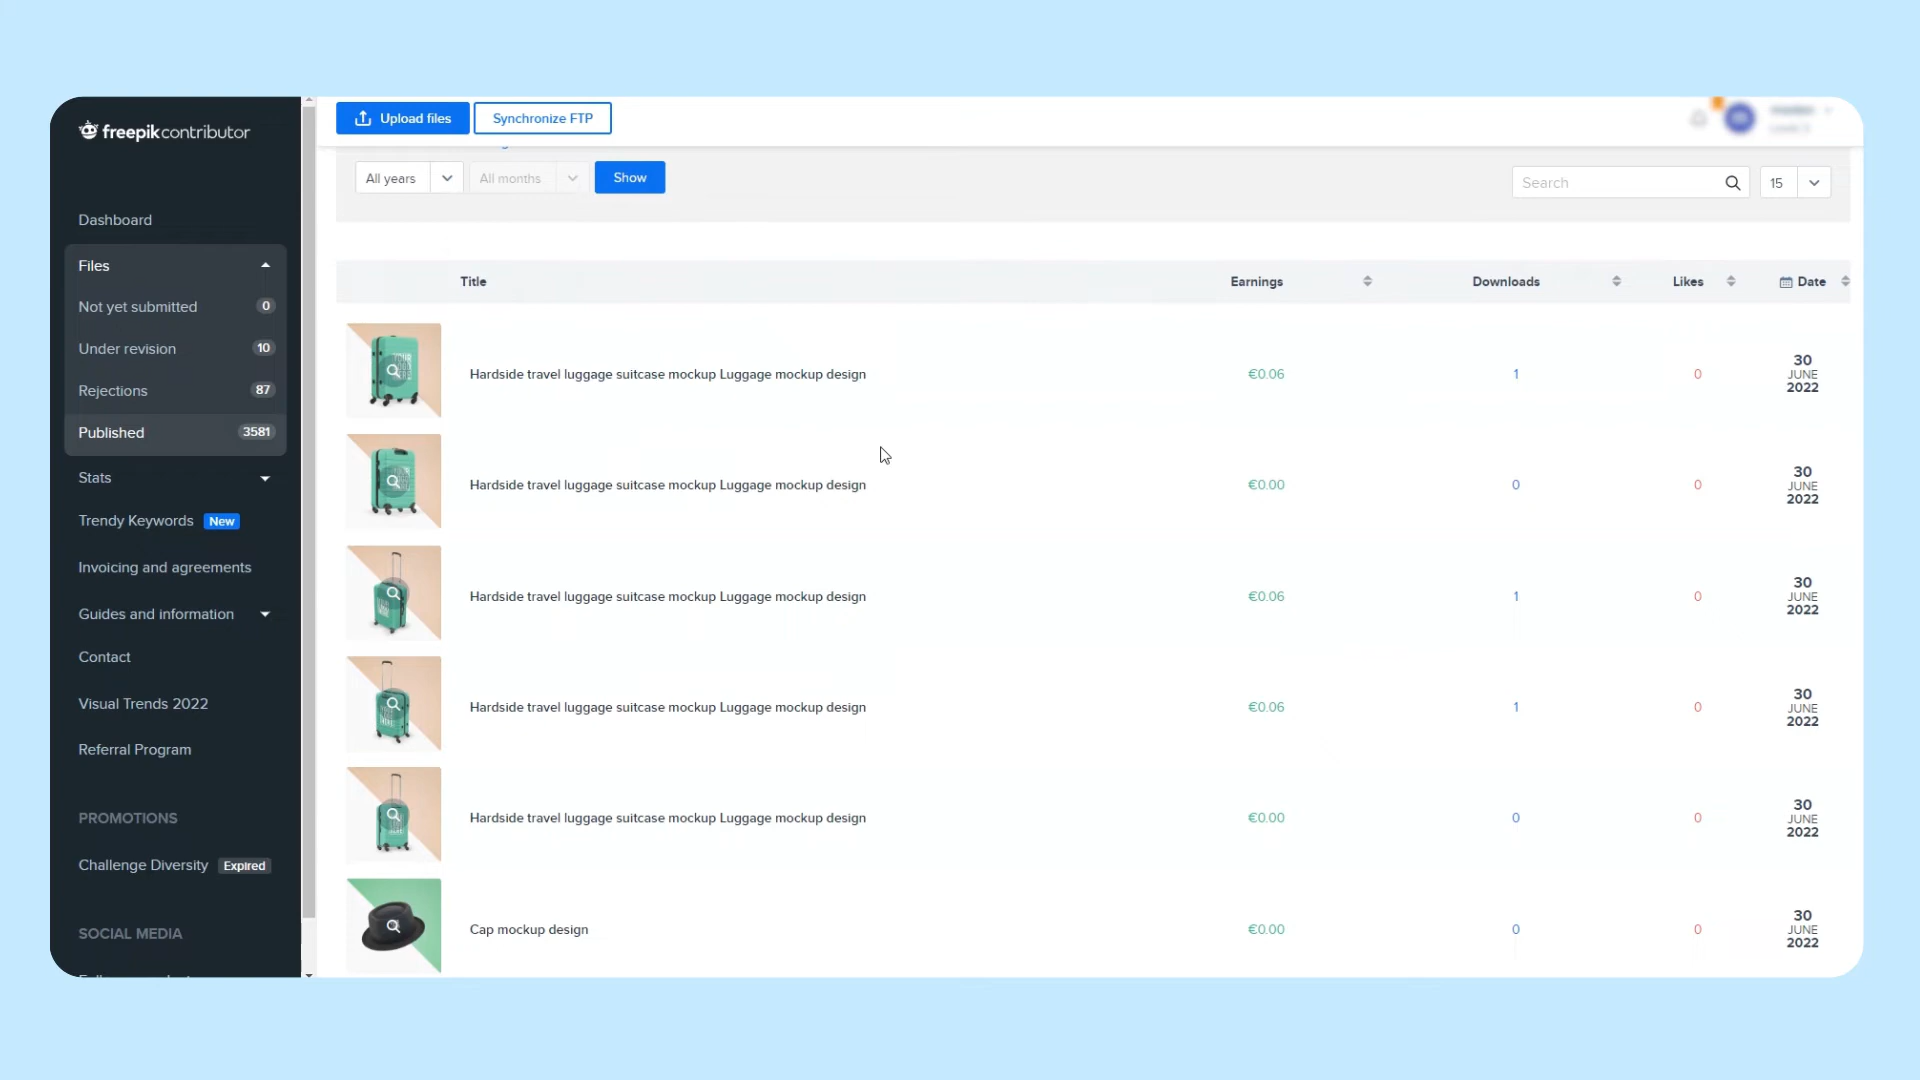 freepik contributor
Upload files
Synchronize FTP
All years
All months
Show
Search
15
Dashboard
Files
Not yet submitted 0
Under revision 10
Rejections 87
Published 3581
Stats
Trendy Keywords New
Invoicing and agreements
Guides and information
Contact
Visual Trends 2022
Referral Program
PROMOTIONS
Challenge Diversity Expired
SOCIAL MEDIA
Title Earnings Downloads Likes Date
Hardside travel luggage suitcase mockup Luggage mockup design €0.06 1 0 30 JUNE 2022
Hardside travel luggage suitcase mockup Luggage mockup design €0.00 0 0 30 JUNE 2022
Hardside travel luggage suitcase mockup Luggage mockup design €0.06 1 0 30 JUNE 2022
Hardside travel luggage suitcase mockup Luggage mockup design €0.06 1 0 30 JUNE 2022
Hardside travel luggage suitcase mockup Luggage mockup design €0.00 0 0 30 JUNE 2022
Cap mockup design €0.00 0 0 30 JUNE 2022